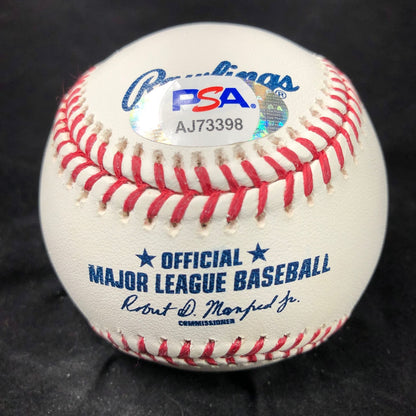 Rawlings
®
PSA
AJ73398
★ OFFICIAL ★
MAJOR LEAGUE BASEBALL
Robert D. Manfred Jr.
COMMISSIONER